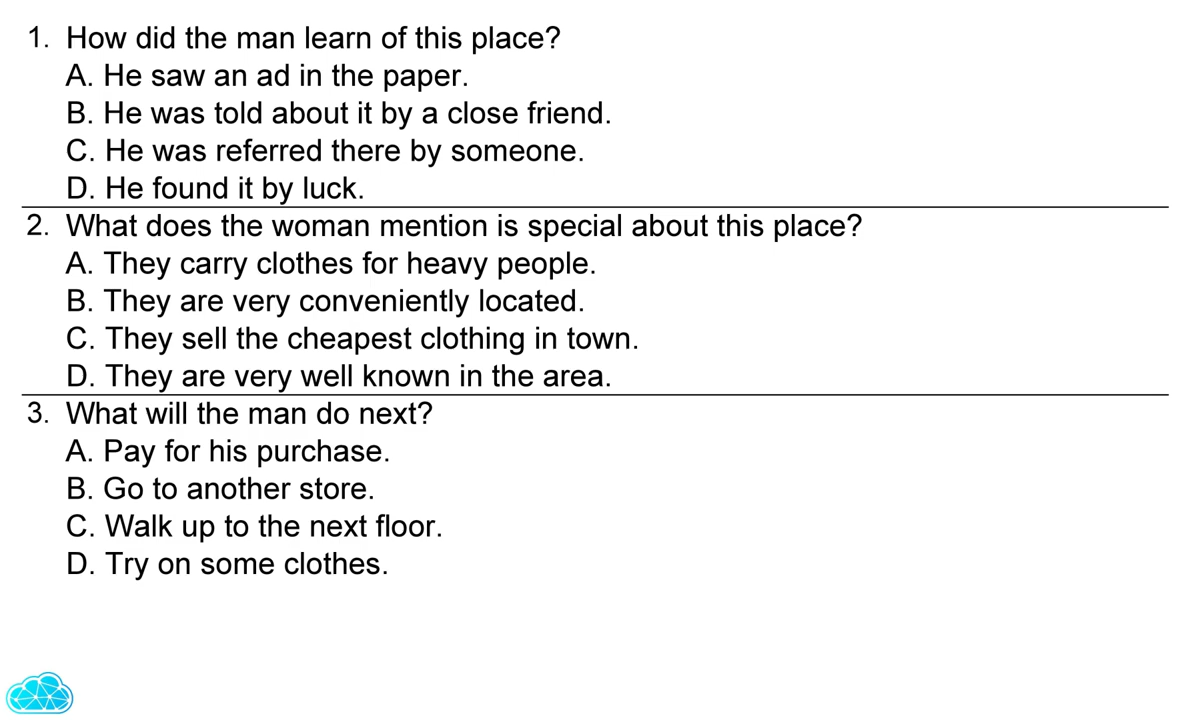 1. How did the man learn of this place?
A. He saw an ad in the paper.
B. He was told about it by a close friend.
C. He was referred there by someone.
D. He found it by luck.
2. What does the woman mention is special about this place?
A. They carry clothes for heavy people.
B. They are very conveniently located.
C. They sell the cheapest clothing in town.
D. They are very well known in the area.
3. What will the man do next?
A. Pay for his purchase.
B. Go to another store.
C. Walk up to the next floor.
D. Try on some clothes.